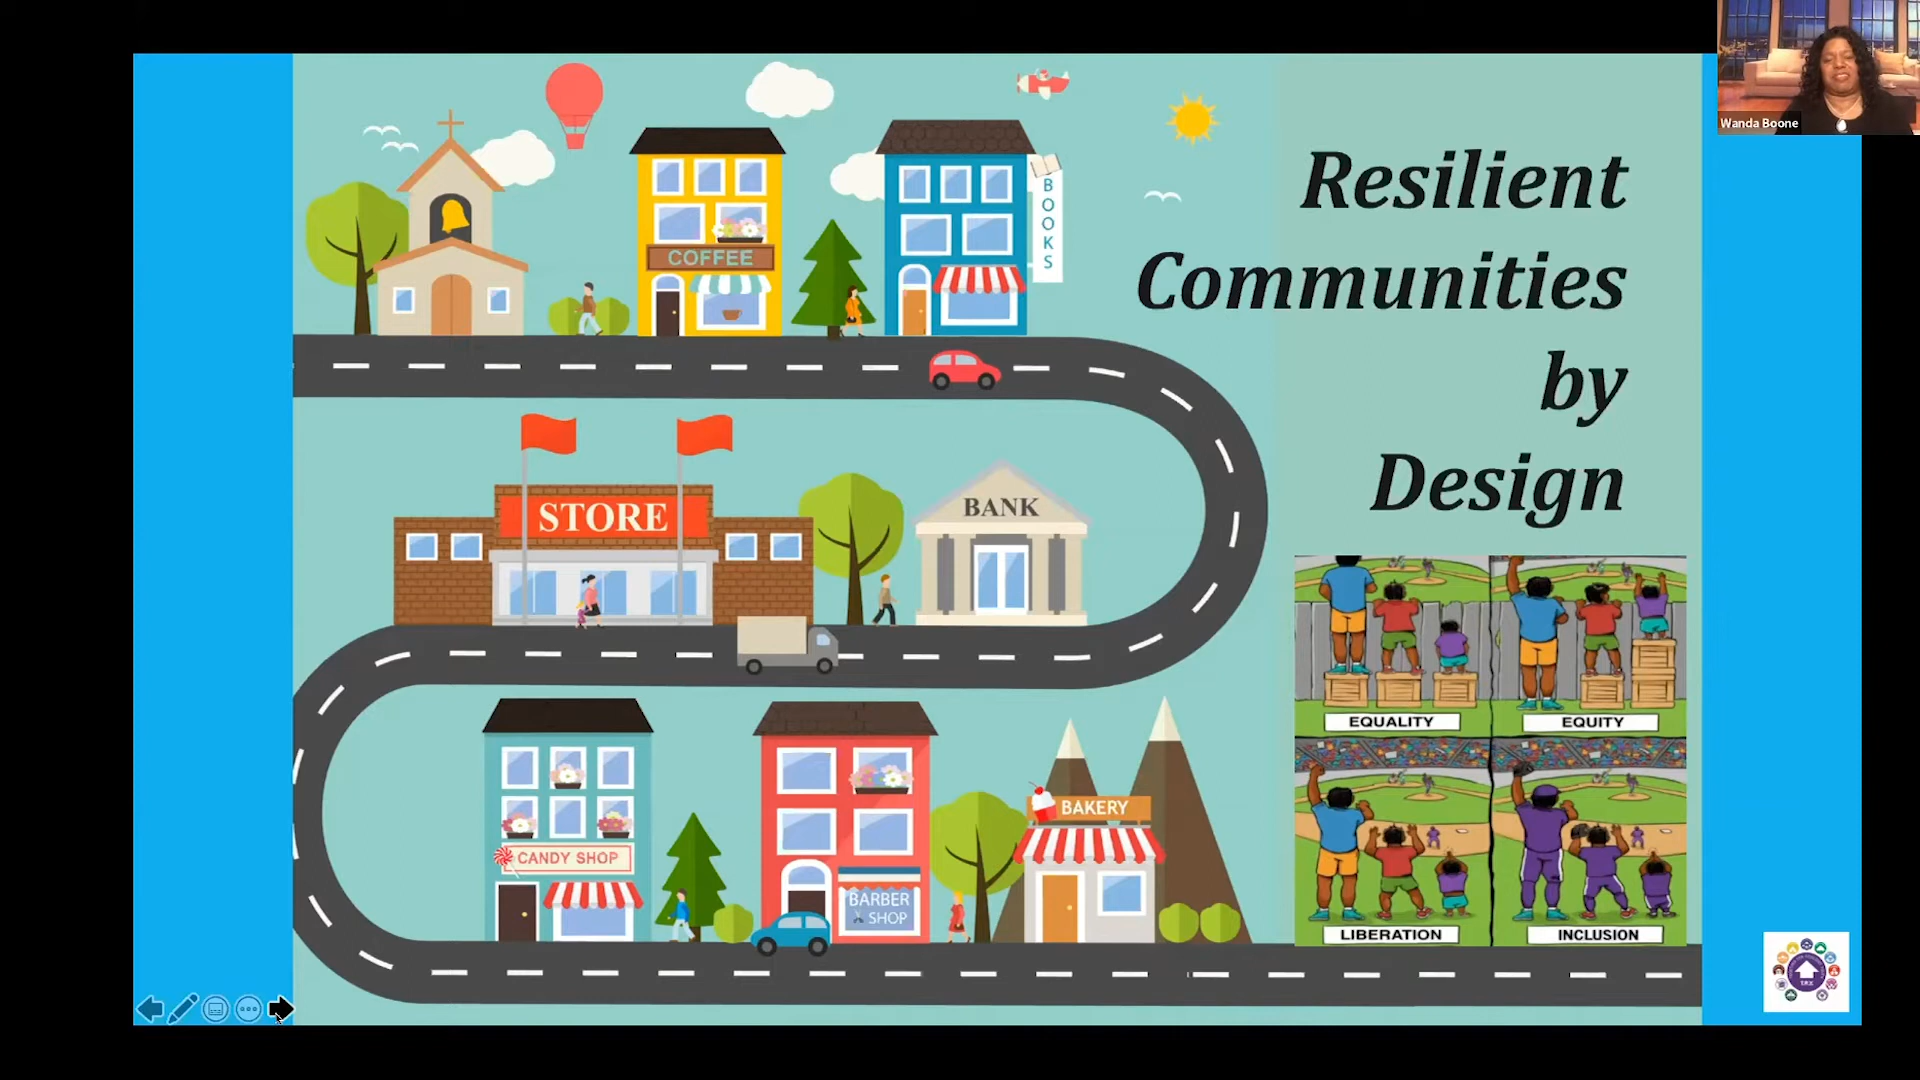 Wanda Boone
Resilient
Communities
by
Design
COFFEE
BOOKS
STORE
BANK
EQUALITY
EQUITY
LIBERATION
INCLUSION
CANDY SHOP
BARBER
SHOP
BAKERY